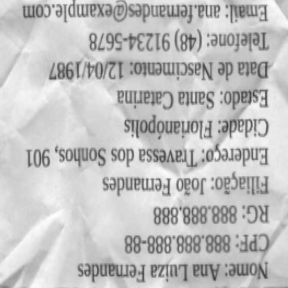 Nome: Ana Luiza Fernandes
CPF: 888.888.888-88
RG: 888.888.888
Filiação: João Fernandes
Endereço: Travessa dos Sonhos, 901
Cidade: Florianópolis
Estado: Santa Catarina
Data de Nascimento: 12/04/1987
Telefone: (48) 91234-5678
Email: ana.fernandes@example.com